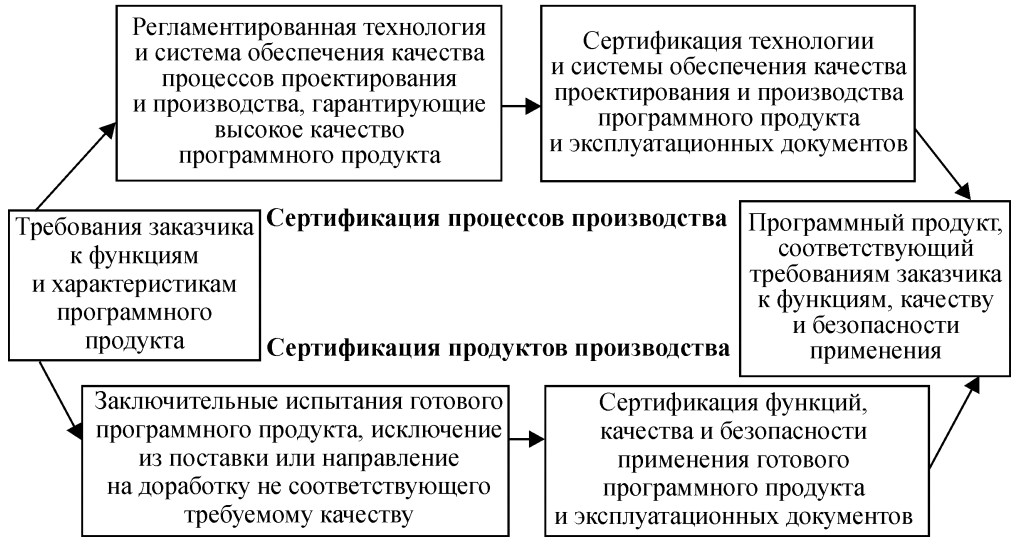 Регламентированная технология
и система обеспечения качества
процессов проектирования
и производства, гарантирующие
высокое качество
программного продукта
Сертификация технологии
и системы обеспечения качества
проектирования и производства
программного продукта
и эксплуатационных документов
Требования заказчика
к функциям
и характеристикам
программного
продукта
Сертификация процессов производства
Сертификация продуктов производства
Программный продукт,
соответствующий
требованиям заказчика
к функциям, качеству
и безопасности
применения
Заключительные испытания готового
программного продукта, исключение
из поставки или направление
на доработку не соответствующего
требуемому качеству
Сертификация функций,
качества и безопасности
применения готового
программного продукта
и эксплуатационных документов